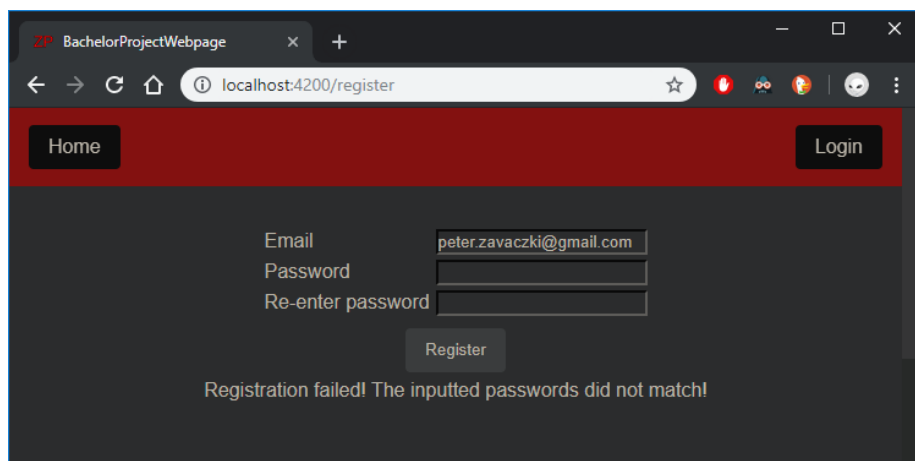 ZP BachelorProjectWebpage
localhost:4200/register
Home Login
Email peter.zavaczki@gmail.com
Password
Re-enter password
Register
Registration failed! The inputted passwords did not match!